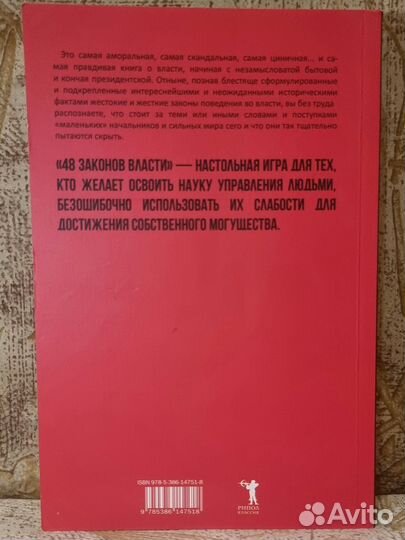 Это самая аморальная, самая скандальная, самая циничная... и са-
мая правдивая книга о власти, начиная с незамысловатой бытовой
и кончая президентской. Отныне, познав блестяще сформулированные
и подкрепленные интереснейшими и неожиданными историческими
фактами жестокие и жесткие законы поведения во власти, вы без труда
распознаете, что стоит за теми или иными словами и поступками
«маленьких» начальников и сильных мира сего и что они так тщательно
пытаются скрыть.
«48 ЗАКОНОВ ВЛАСТИ» — НАСТОЛЬНАЯ ИГРА ДЛЯ ТЕХ,
КТО ЖЕЛАЕТ ОСВОИТЬ НАУКУ УПРАВЛЕНИЯ ЛЮДЬМИ,
БЕЗОШИБОЧНО ИСПОЛЬЗОВАТЬ ИХ СЛАБОСТИ ДЛЯ
ДОСТИЖЕНИЯ СОБСТВЕННОГО МОГУЩЕСТВА.
ISBN 978-5-386-14751-8
9 785386 147518
РИПОЛ
КЛАССИК
Avito